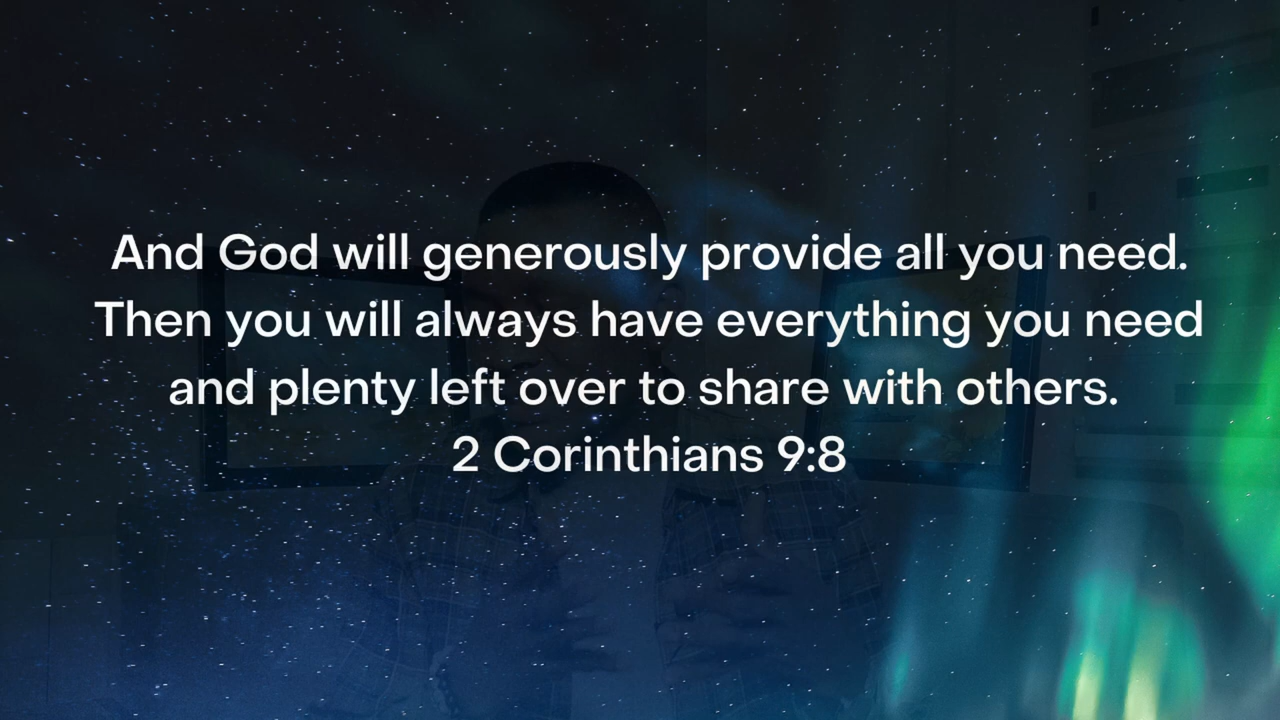 And God will generously provide all you need.
Then you will always have everything you need
and plenty left over to share with others.
2 Corinthians 9:8